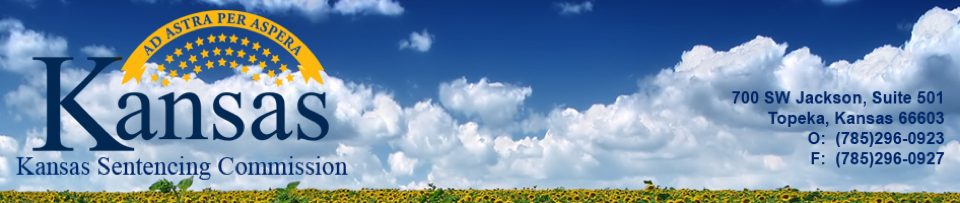 AD ASTRA PER ASPERA
Kansas
Kansas Sentencing Commission
700 SW Jackson, Suite 501
Topeka, Kansas 66603
O: (785)296-0923
F: (785)296-0927